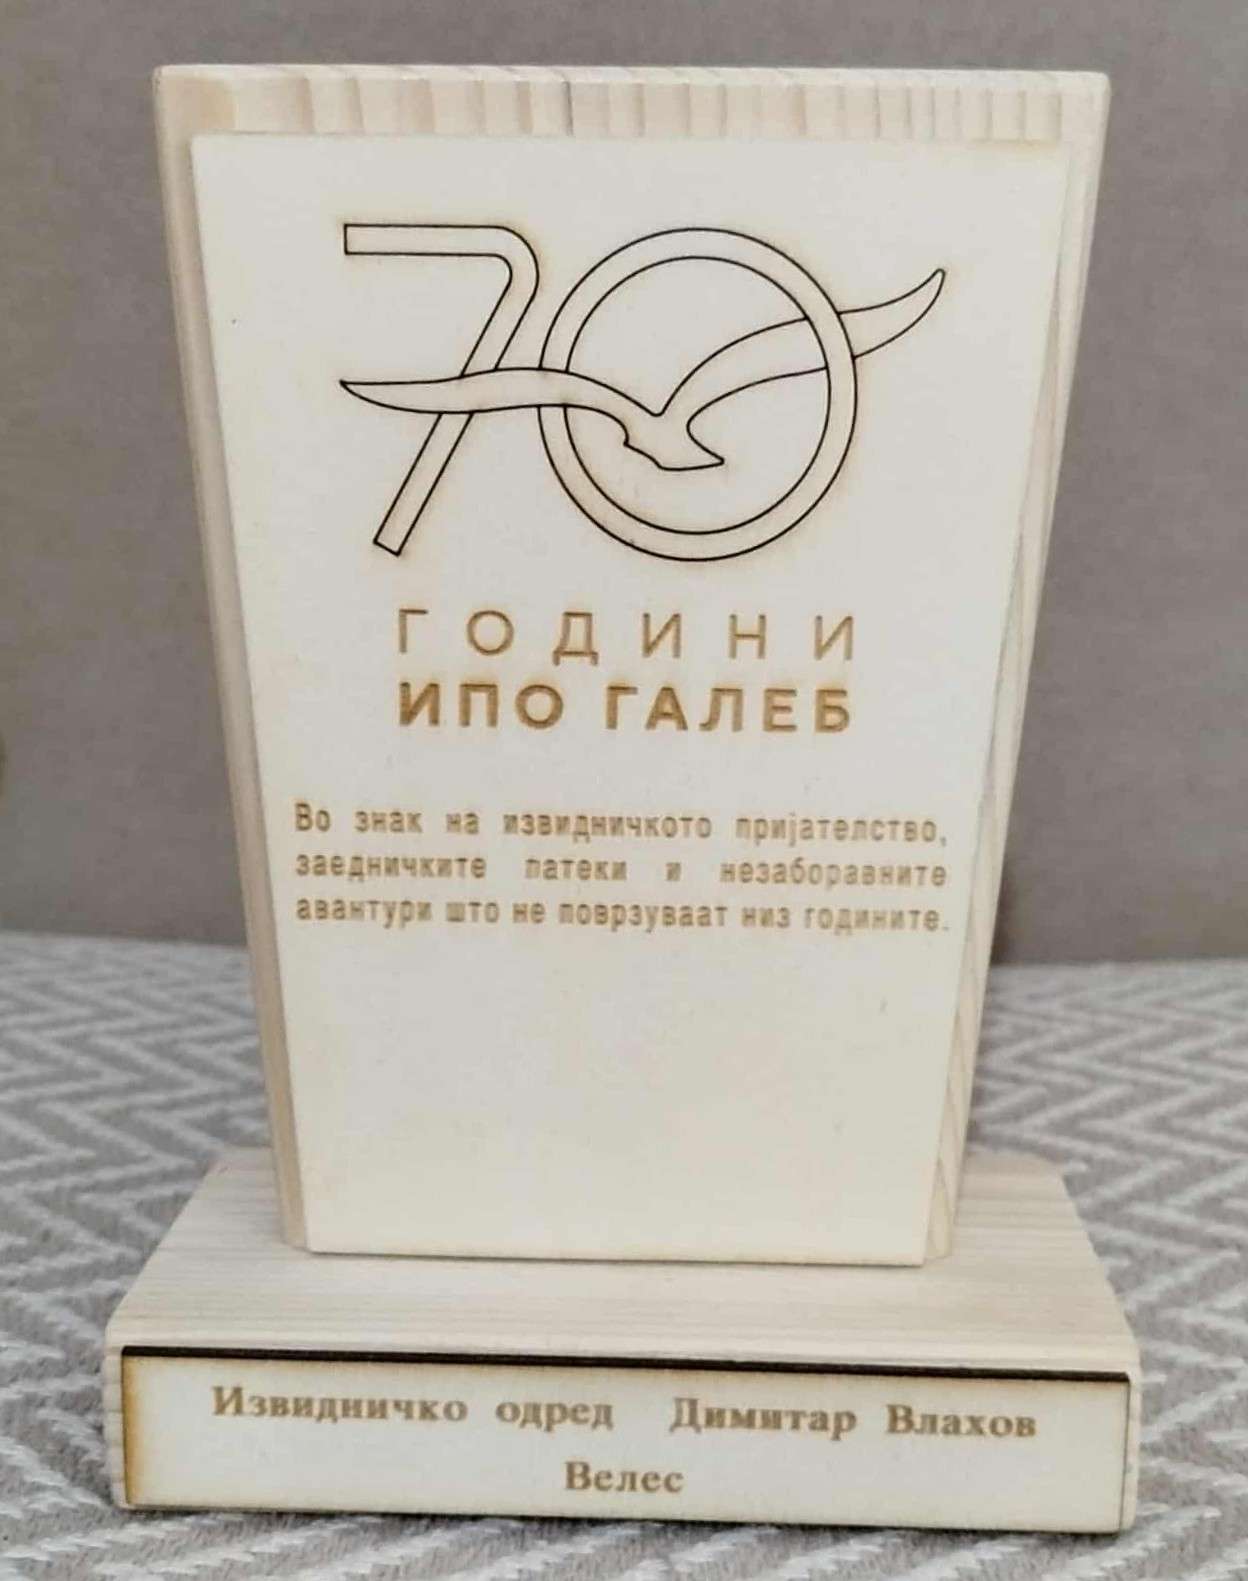 70
ГОДИНИ
ИПО ГАЛЕБ
Во знак на извидничкото пријателство,
заедничките патеки и незаборавните
авантури што не поврзуваат низ годините.
Извидничко одред Димитар Влахов
Велес